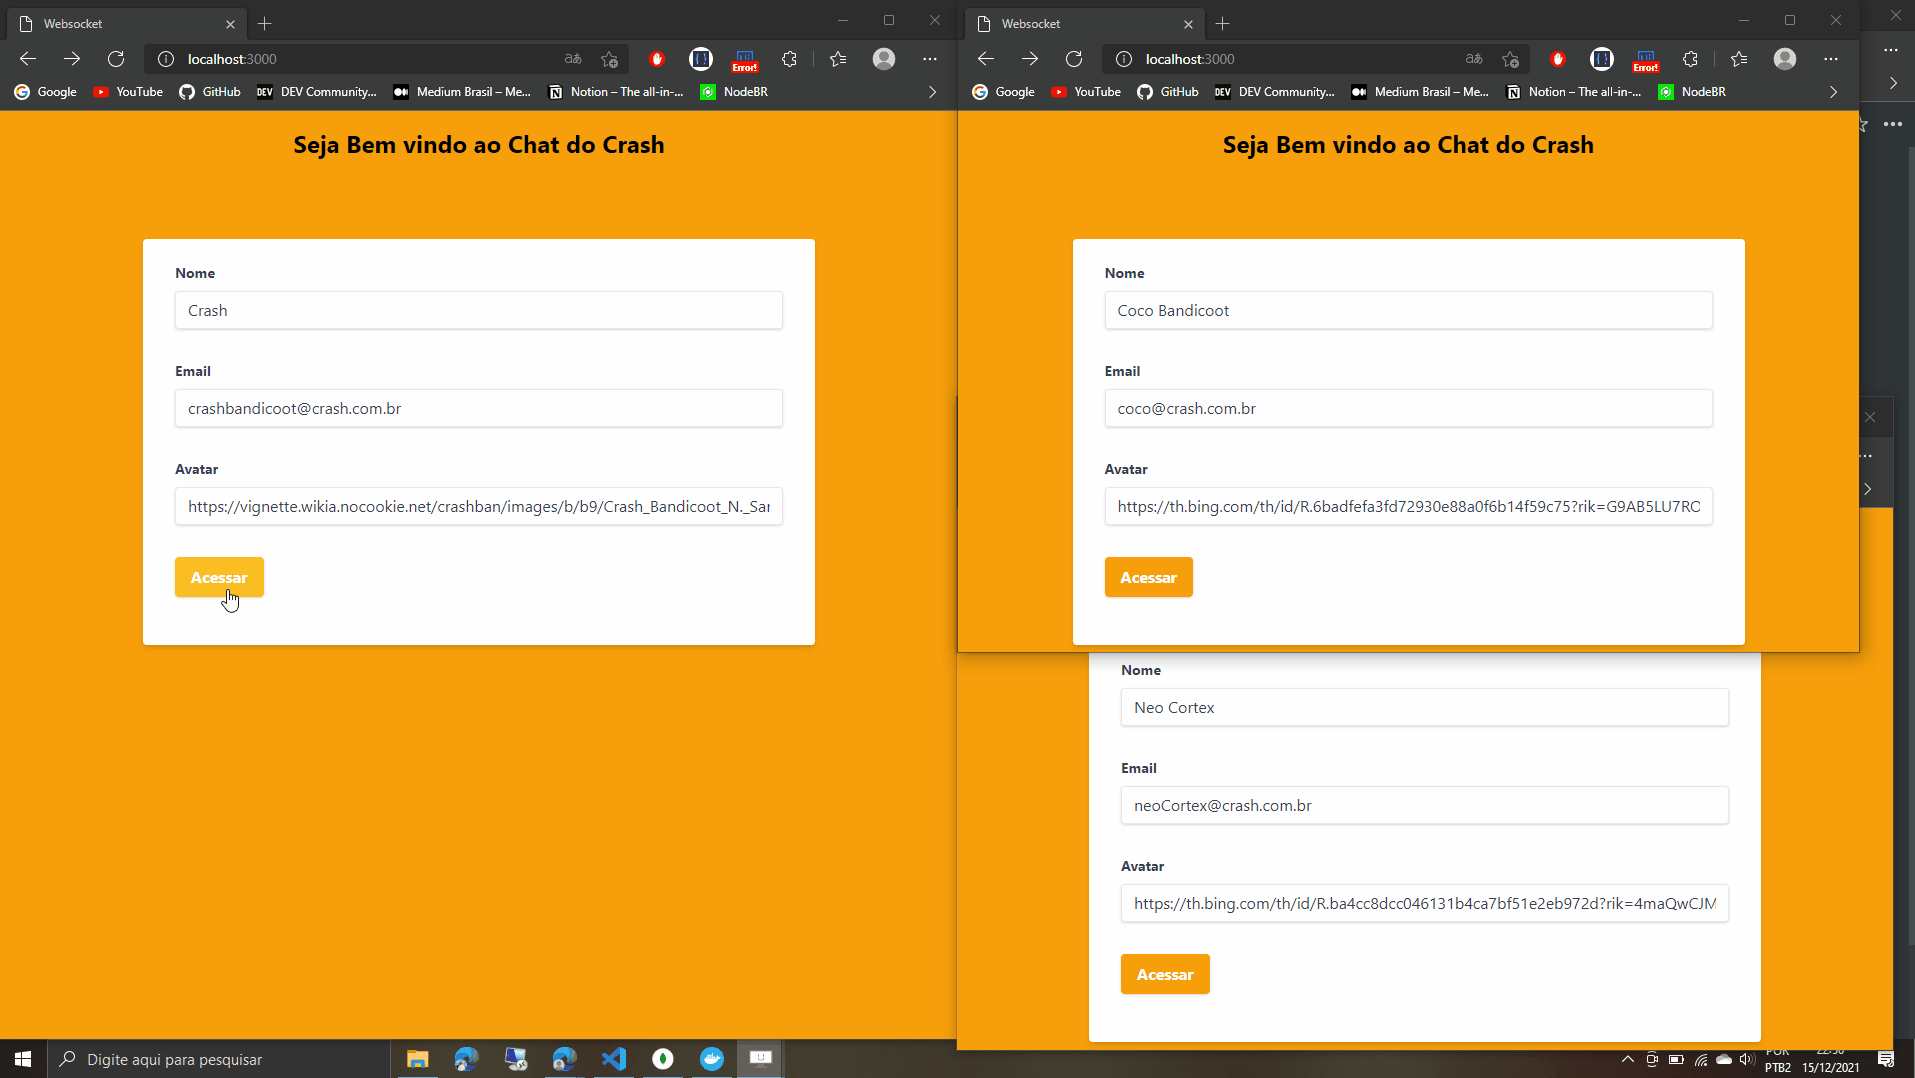 Websocket
localhost:3000
Error!
Google
YouTube
GitHub
DEV Community...
Medium Brasil – Me...
Notion – The all-in-...
NodeBR
Seja Bem vindo ao Chat do Crash
Nome
Crash
Email
crashbandicoot@crash.com.br
Avatar
https://vignette.wikia.nocookie.net/crashban/images/b/b9/Crash_Bandicoot_N._Sar
Acessar
Websocket
localhost:3000
Error!
Google
YouTube
GitHub
DEV Community...
Medium Brasil – Me...
Notion – The all-in-...
NodeBR
Seja Bem vindo ao Chat do Crash
Nome
Coco Bandicoot
Email
coco@crash.com.br
Avatar
https://th.bing.com/th/id/R.6badfefa3fd72930e88a0f6b14f59c75?rik=G9AB5LU7RO
Acessar
Nome
Neo Cortex
Email
neoCortex@crash.com.br
Avatar
https://th.bing.com/th/id/R.ba4cc8dcc046131b4ca7bf51e2eb972d?rik=4maQwCJM
Acessar
Digite aqui para pesquisar
POR
PTB2
15/12/2021